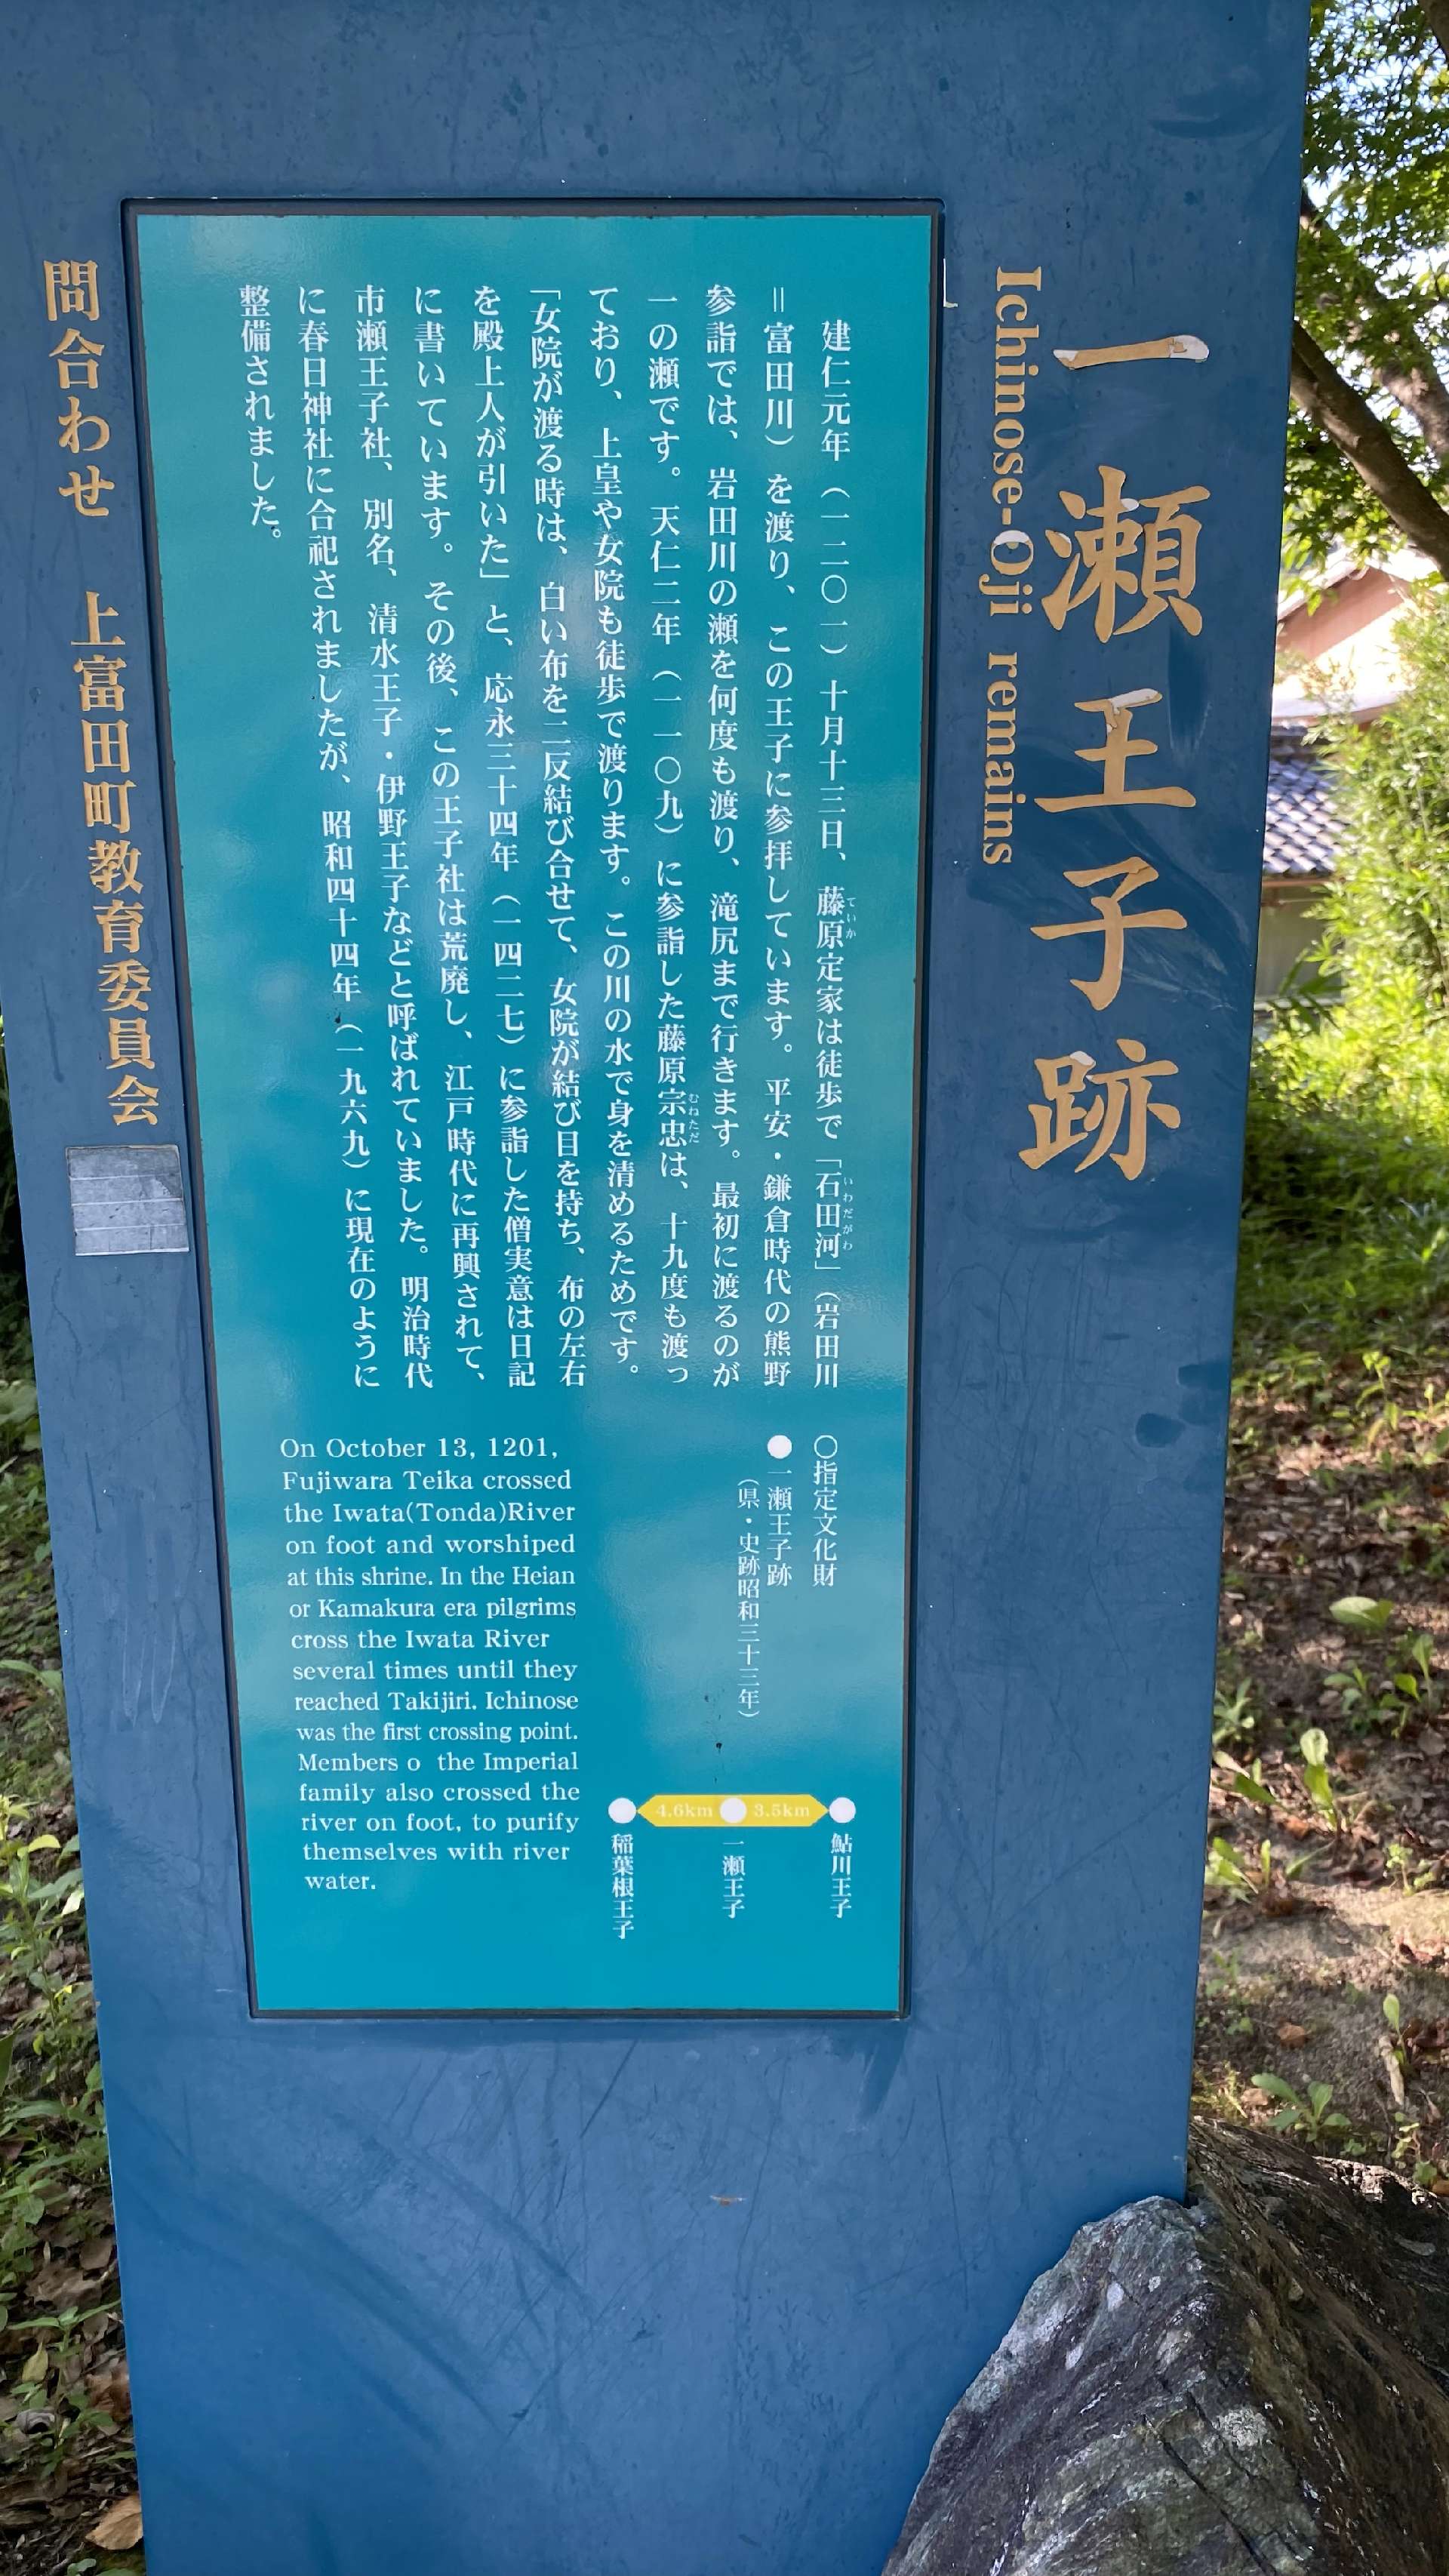 一瀬王子跡
Ichinose-Oji remains
建仁元年（一二〇一）十月十三日、藤原定家は徒歩で「石田河」（岩田川
＝富田川）を渡り、この王子に参拝しています。平安・鎌倉時代の熊野
参詣では、岩田川の瀬を何度も渡り、滝尻まで行きます。最初に渡るのが
一の瀬です。天仁二年（一一〇九）に参詣した藤原宗忠は、十九度も渡っ
ており、上皇や女院も徒歩で渡ります。この川の水で身を清めるためです。
「女院が渡る時は、白い布を二反結び合せて、女院が結び目を持ち、布の左右
を殿上人が引いた」と、応永三十四年（一四二七）に参詣した僧実意は日記
に書いています。その後、この王子社は荒廃し、江戸時代に再興されて、
市瀬王子社、別名、清水王子・伊野王子などと呼ばれていました。明治時代
に春日神社に合祀されましたが、昭和四十四年（一九六九）に現在のように
整備されました。
ていか
いわだがわ
むねただ
○指定文化財
●一瀬王子跡
（県・史跡昭和三十三年）
4.6km 3.5km
鮎川王子
一瀬王子
稲葉根王子
On October 13, 1201,
Fujiwara Teika crossed
the Iwata(Tonda)River
on foot and worshiped
at this shrine. In the Heian
or Kamakura era pilgrims
cross the Iwata River
several times until they
reached Takijiri. Ichinose
was the first crossing point.
Members o the Imperial
family also crossed the
river on foot, to purify
themselves with river
water.
問合わせ 上富田町教育委員会